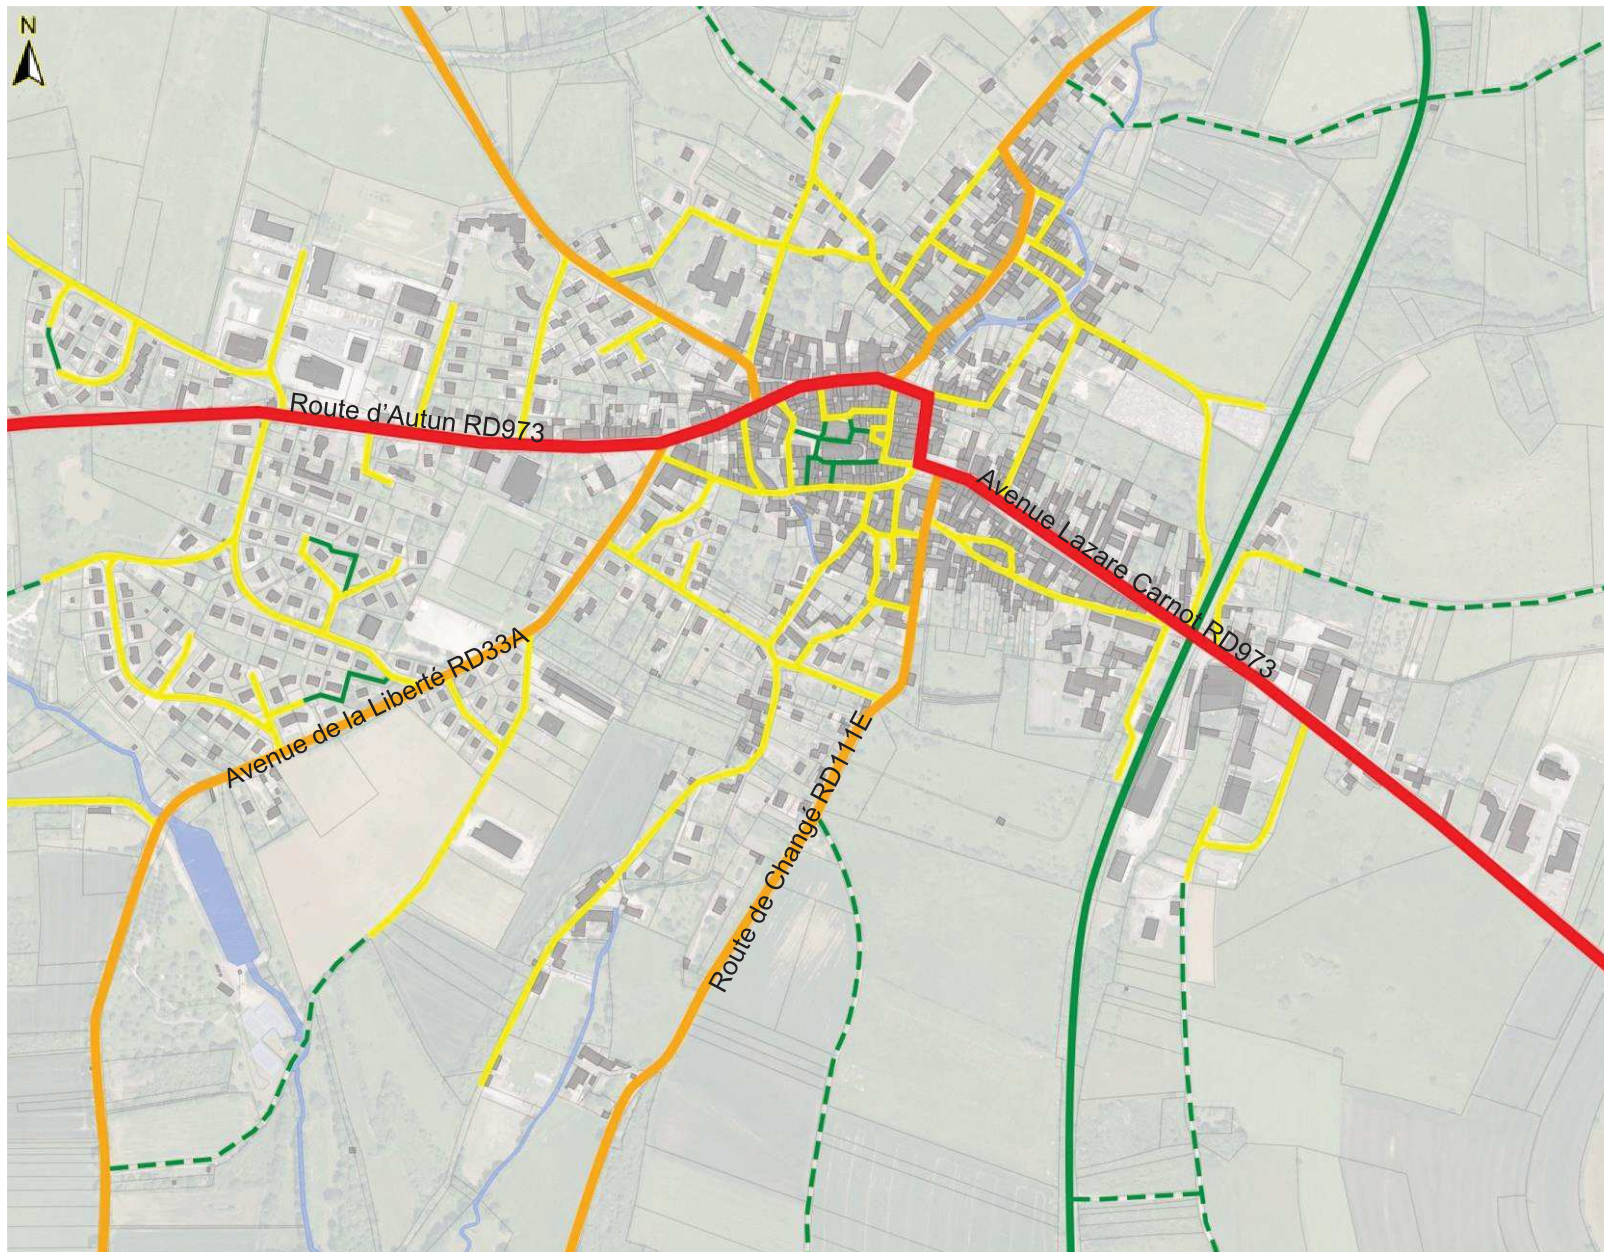 N
Route d'Autun RD973
Avenue Lazare Carnot RD973
Avenue de la Liberté RD33A
Route de Changé RD111E